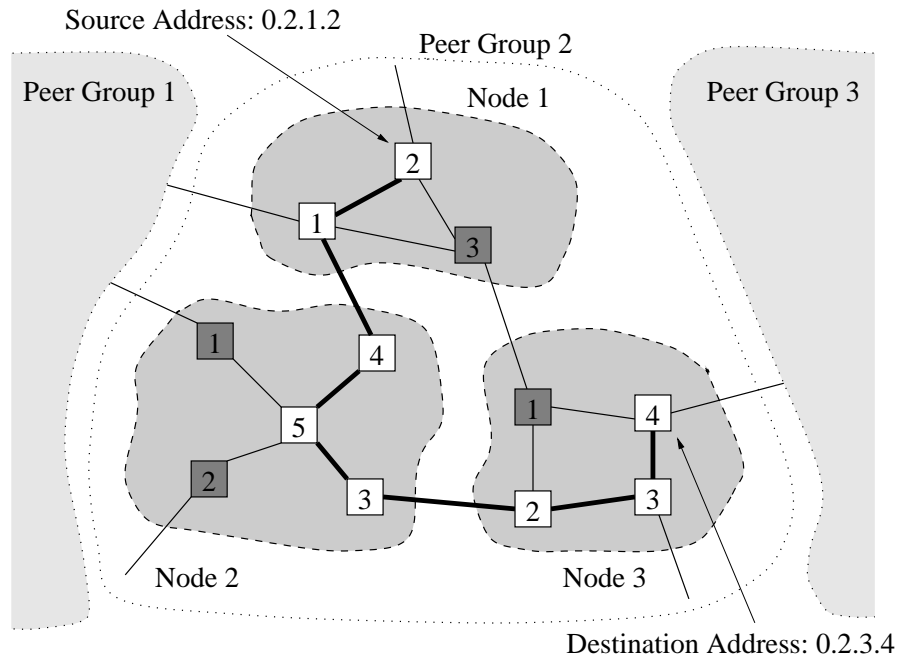 Source Address: 0.2.1.2
Peer Group 2
Peer Group 1
Node 1
Peer Group 3
2
1
3
1
4
5
2
3
1
4
2
3
Node 2
Node 3
Destination Address: 0.2.3.4